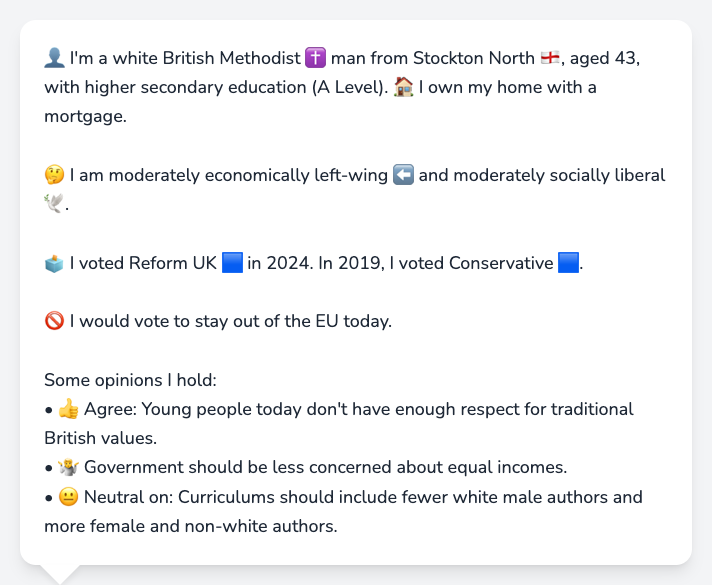 👤 I'm a white British Methodist ✝️ man from Stockton North 🏴󠁧󠁢󠁥󠁮󠁧󠁿, aged 43,
with higher secondary education (A Level). 🏠 I own my home with a
mortgage.
🤔 I am moderately economically left-wing ⬅️ and moderately socially liberal
🕊️.
🗳️ I voted Reform UK 🟦 in 2024. In 2019, I voted Conservative 🟦.
🚫 I would vote to stay out of the EU today.
Some opinions I hold:
• 👍 Agree: Young people today don't have enough respect for traditional
British values.
• 🤷 Government should be less concerned about equal incomes.
• 😐 Neutral on: Curriculums should include fewer white male authors and
more female and non-white authors.